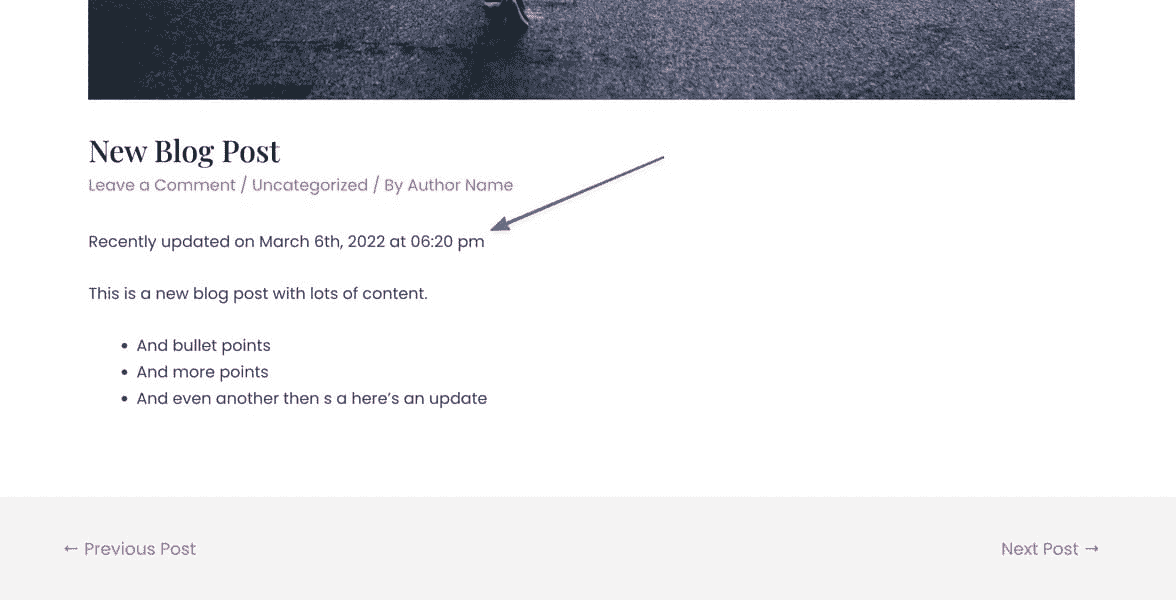 New Blog Post
Leave a Comment / Uncategorized / By Author Name
Recently updated on March 6th, 2022 at 06:20 pm
This is a new blog post with lots of content.
• And bullet points
• And more points
• And even another then s a here’s an update
← Previous Post
Next Post →